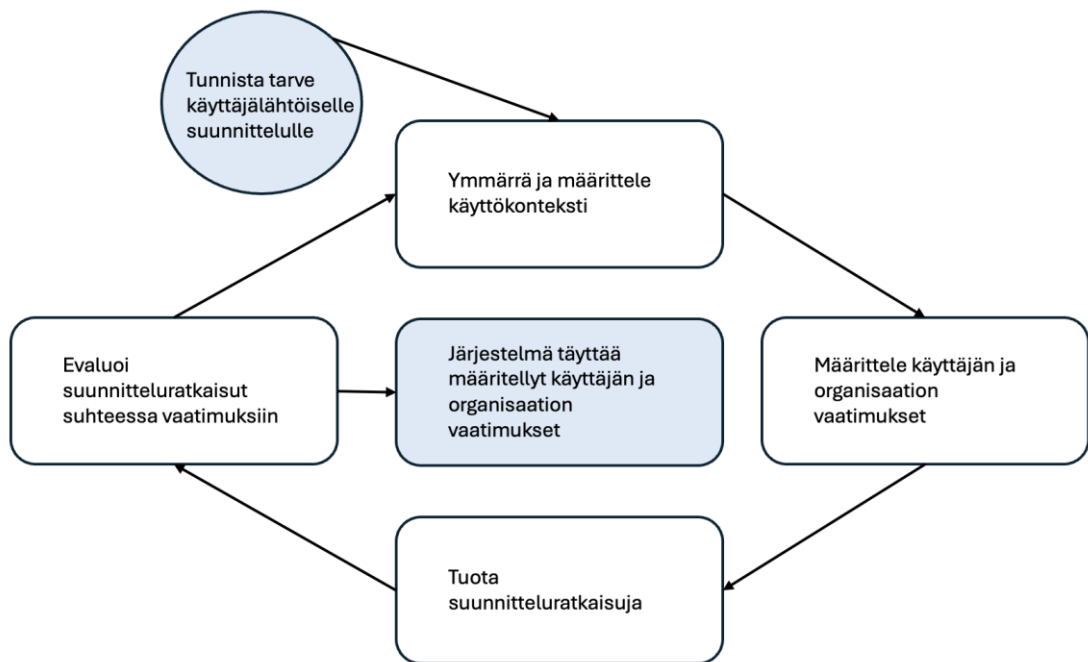 Tunnista tarve
käyttäjälähtöiselle
suunnittelulle
Ymmärrä ja määrittele
käyttökonteksti
Evaluoi
suunnitteluratkaisut
suhteessa vaatimuksiin
Järjestelmä täyttää
määritellyt käyttäjän ja
organisaation
vaatimukset
Määrittele käyttäjän ja
organisaation
vaatimukset
Tuota
suunnitteluratkaisuja